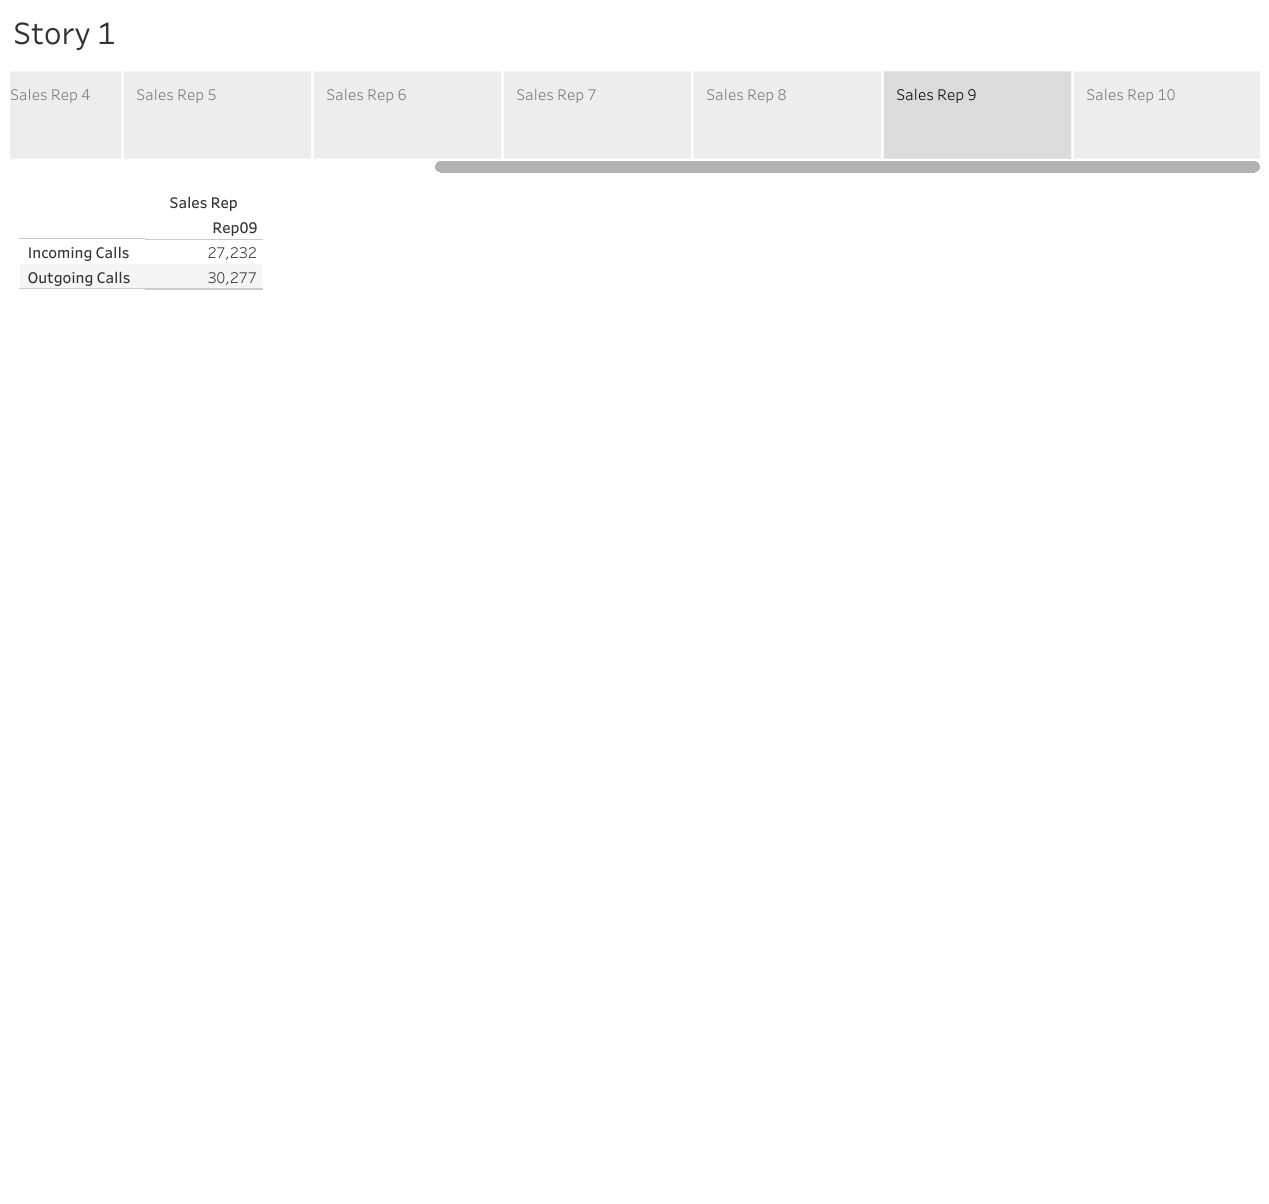 Story 1
Sales Rep 4 Sales Rep 5 Sales Rep 6 Sales Rep 7 Sales Rep 8 Sales Rep 9 Sales Rep 10
Sales Rep
Rep09
Incoming Calls 27,232
Outgoing Calls 30,277